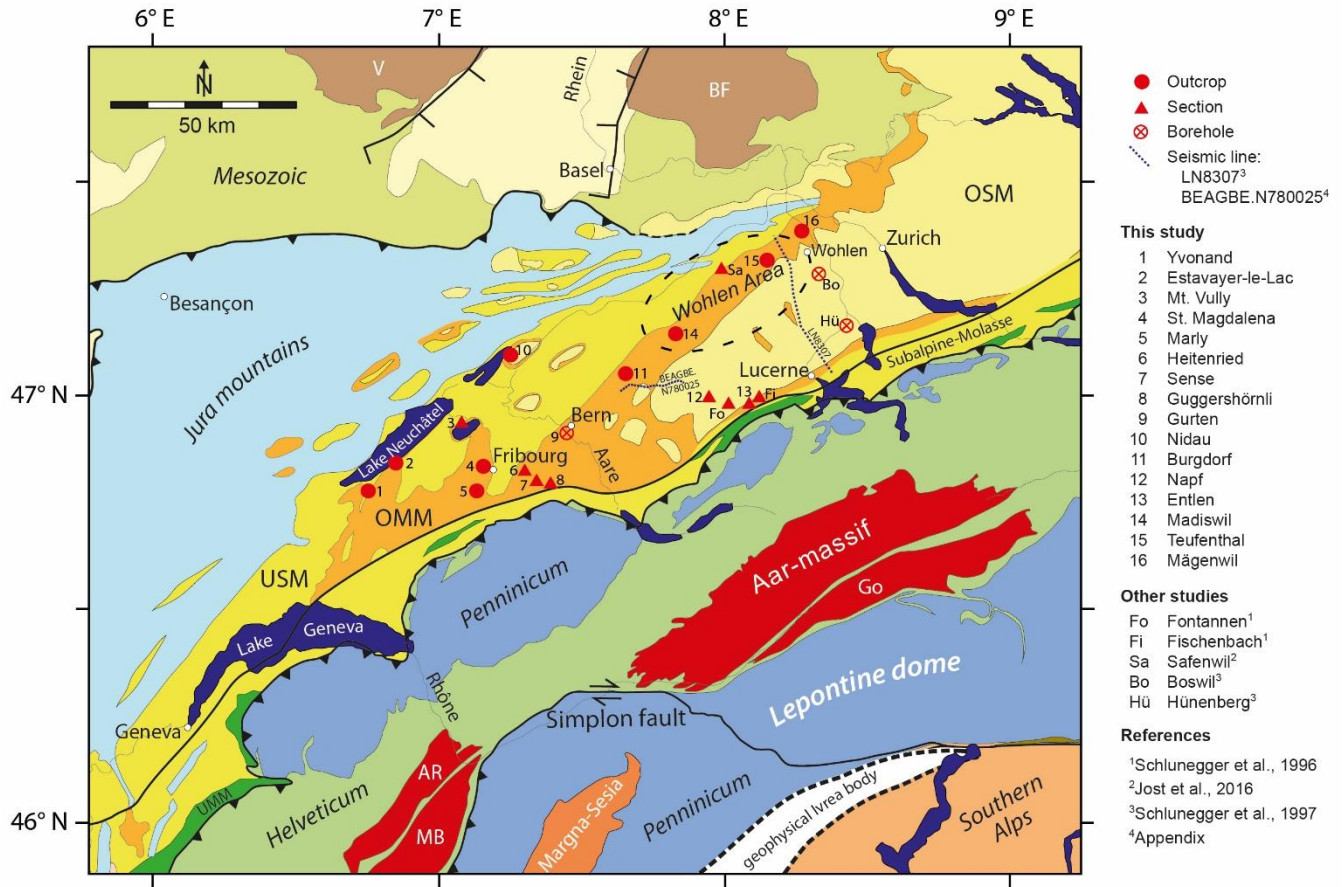 6° E
7° E
8° E
9° E
47° N
46° N
N
50 km
V
Rhein
BF
Basel
Mesozoic
OSM
Besançon
Jura mountains
16
Wohlen
Zurich
15
Sa
Bo
Wohlen Area
Hü
14
LN8307
10
11
BEAGBE.
N780025
Lucerne
Subalpine-Molasse
12
Fo
13
Fi
Lake Neuchâtel
3
9
Bern
Aare
2
4
Fribourg
6
1
5
7
8
OMM
USM
Penninicum
Aar-massif
Go
Lake Geneva
Rhône
Lepontine dome
Simplon fault
Geneva
UMM
Helveticum
AR
MB
Margna-Sesia
Penninicum
geophysical Ivrea body
Southern
Alps
Outcrop
Section
Borehole
Seismic line:
LN8307³
BEAGBE.N780025⁴
This study
1 Yvonand
2 Estavayer-le-Lac
3 Mt. Vully
4 St. Magdalena
5 Marly
6 Heitenried
7 Sense
8 Guggershörnli
9 Gurten
10 Nidau
11 Burgdorf
12 Napf
13 Entlen
14 Madiswil
15 Teufenthal
16 Mägenwil
Other studies
Fo Fontannen¹
Fi Fischenbach¹
Sa Safenwil²
Bo Boswil³
Hü Hünenberg³
References
¹Schlunegger et al., 1996
²Jost et al., 2016
³Schlunegger et al., 1997
⁴Appendix